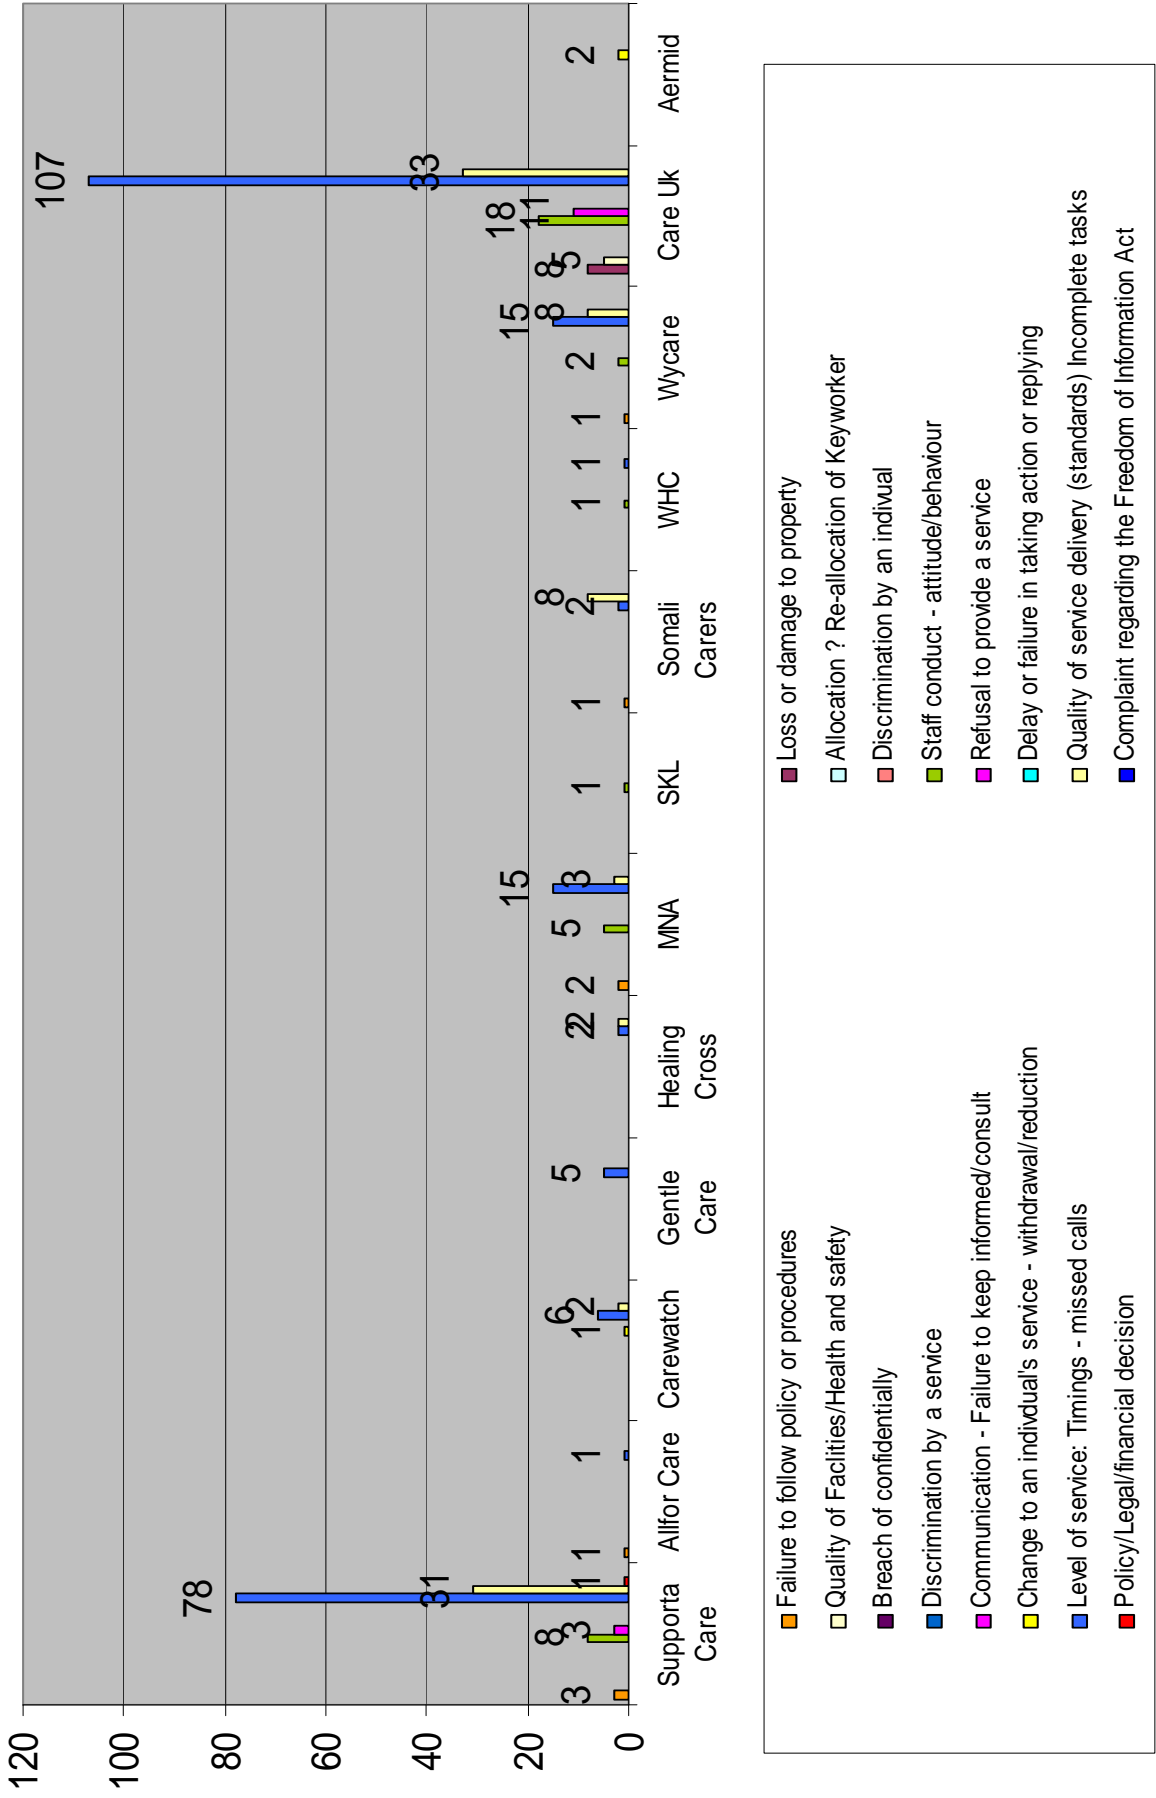 120
100
80
60
40
20
0
3
8
3
78
31
1
1
1
1
6
2
5
2
2
2
5
15
3
1
1
2
8
1
1
1
2
15
8
8
5
18
11
107
33
2
Supporta
Care
Allfor Care
Carewatch
Gentle
Care
Healing
Cross
MNA
SKL
Somali
Carers
WHC
Wycare
Care Uk
Aermid
Failure to follow policy or procedures
Loss or damage to property
Quality of Faclities/Health and safety
Allocation ? Re-allocation of Keyworker
Breach of confidentially
Discrimination by an indivual
Discrimination by a service
Staff conduct - attitude/behaviour
Communication - Failure to keep informed/consult
Refusal to provide a service
Change to an indivdual's service - withdrawal/reduction
Delay or failure in taking action or replying
Level of service: Timings - missed calls
Quality of service delivery (standards) Incomplete tasks
Policy/Legal/financial decision
Complaint regarding the Freedom of Information Act